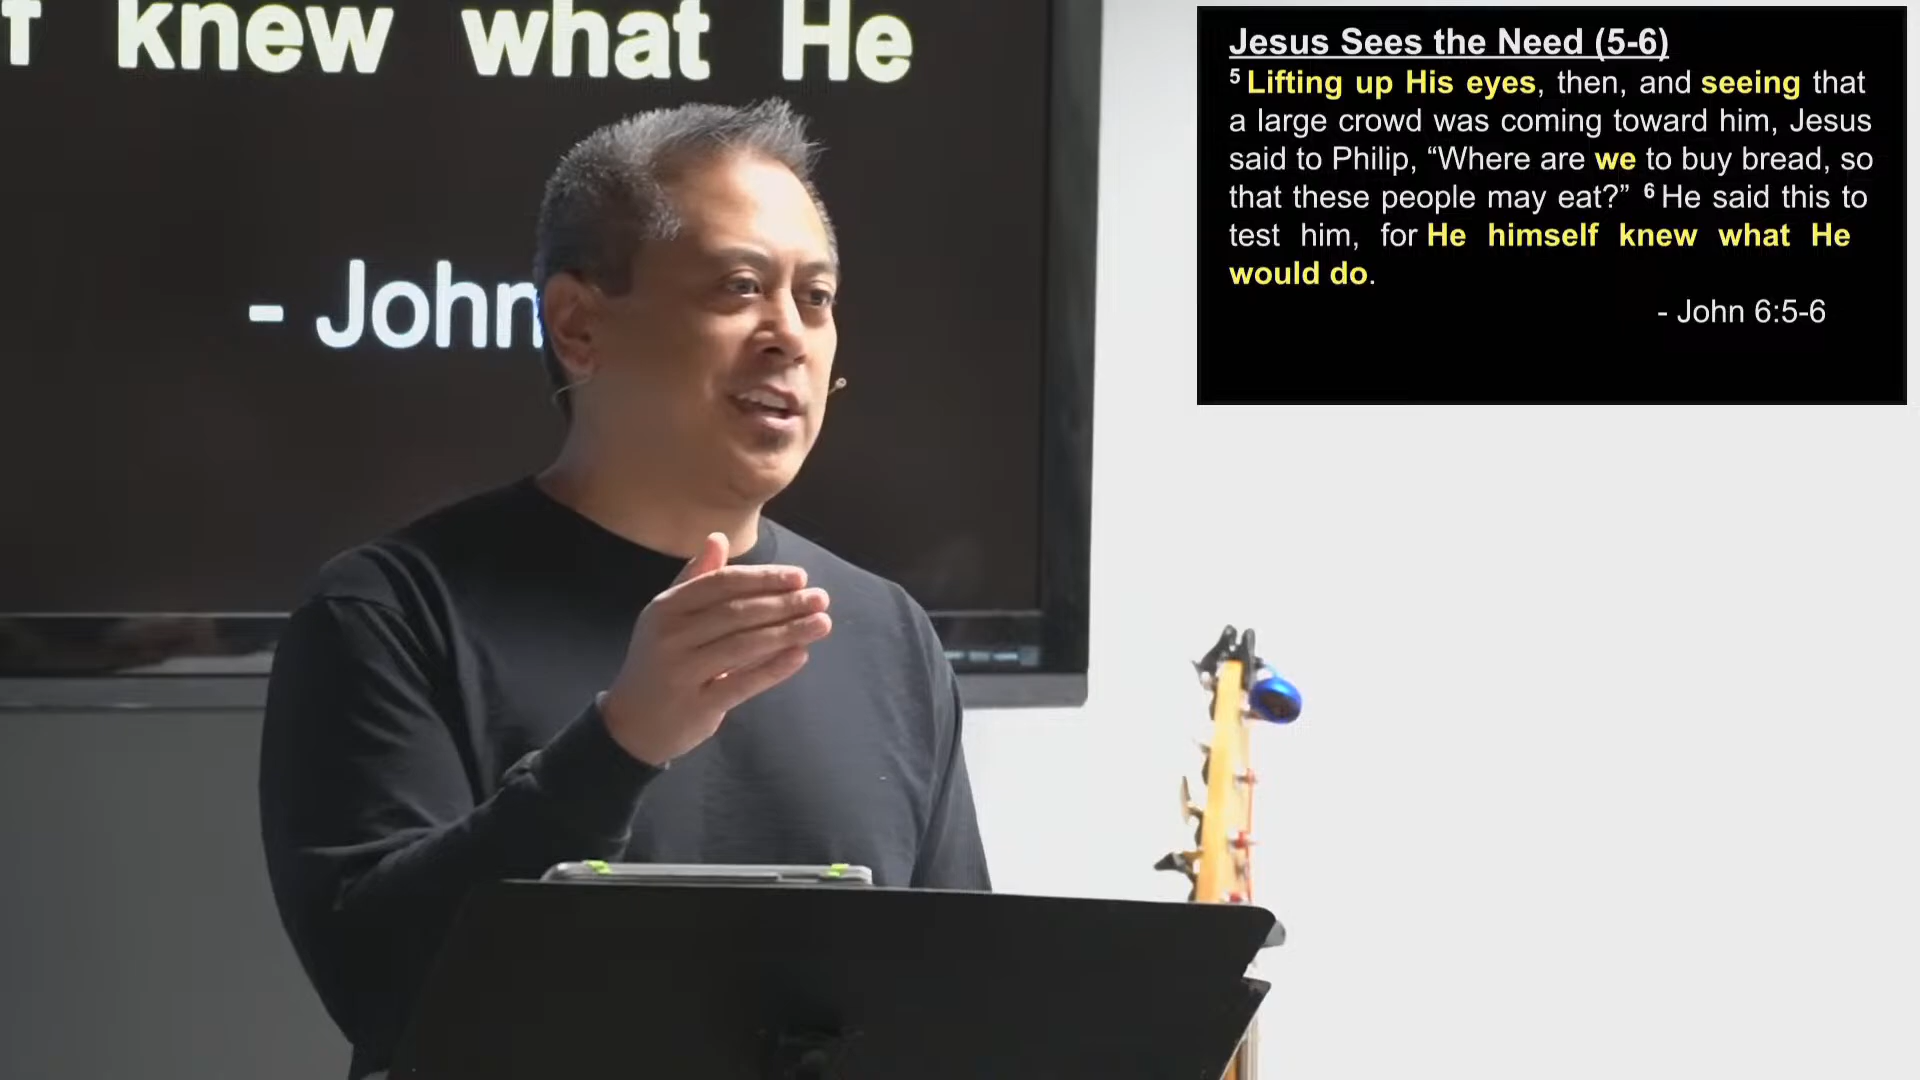 f knew what He
- John
Jesus Sees the Need (5-6)
⁵ Lifting up His eyes, then, and seeing that
a large crowd was coming toward him, Jesus
said to Philip, “Where are we to buy bread, so
that these people may eat?” ⁶ He said this to
test him, for He himself knew what He
would do.
- John 6:5-6